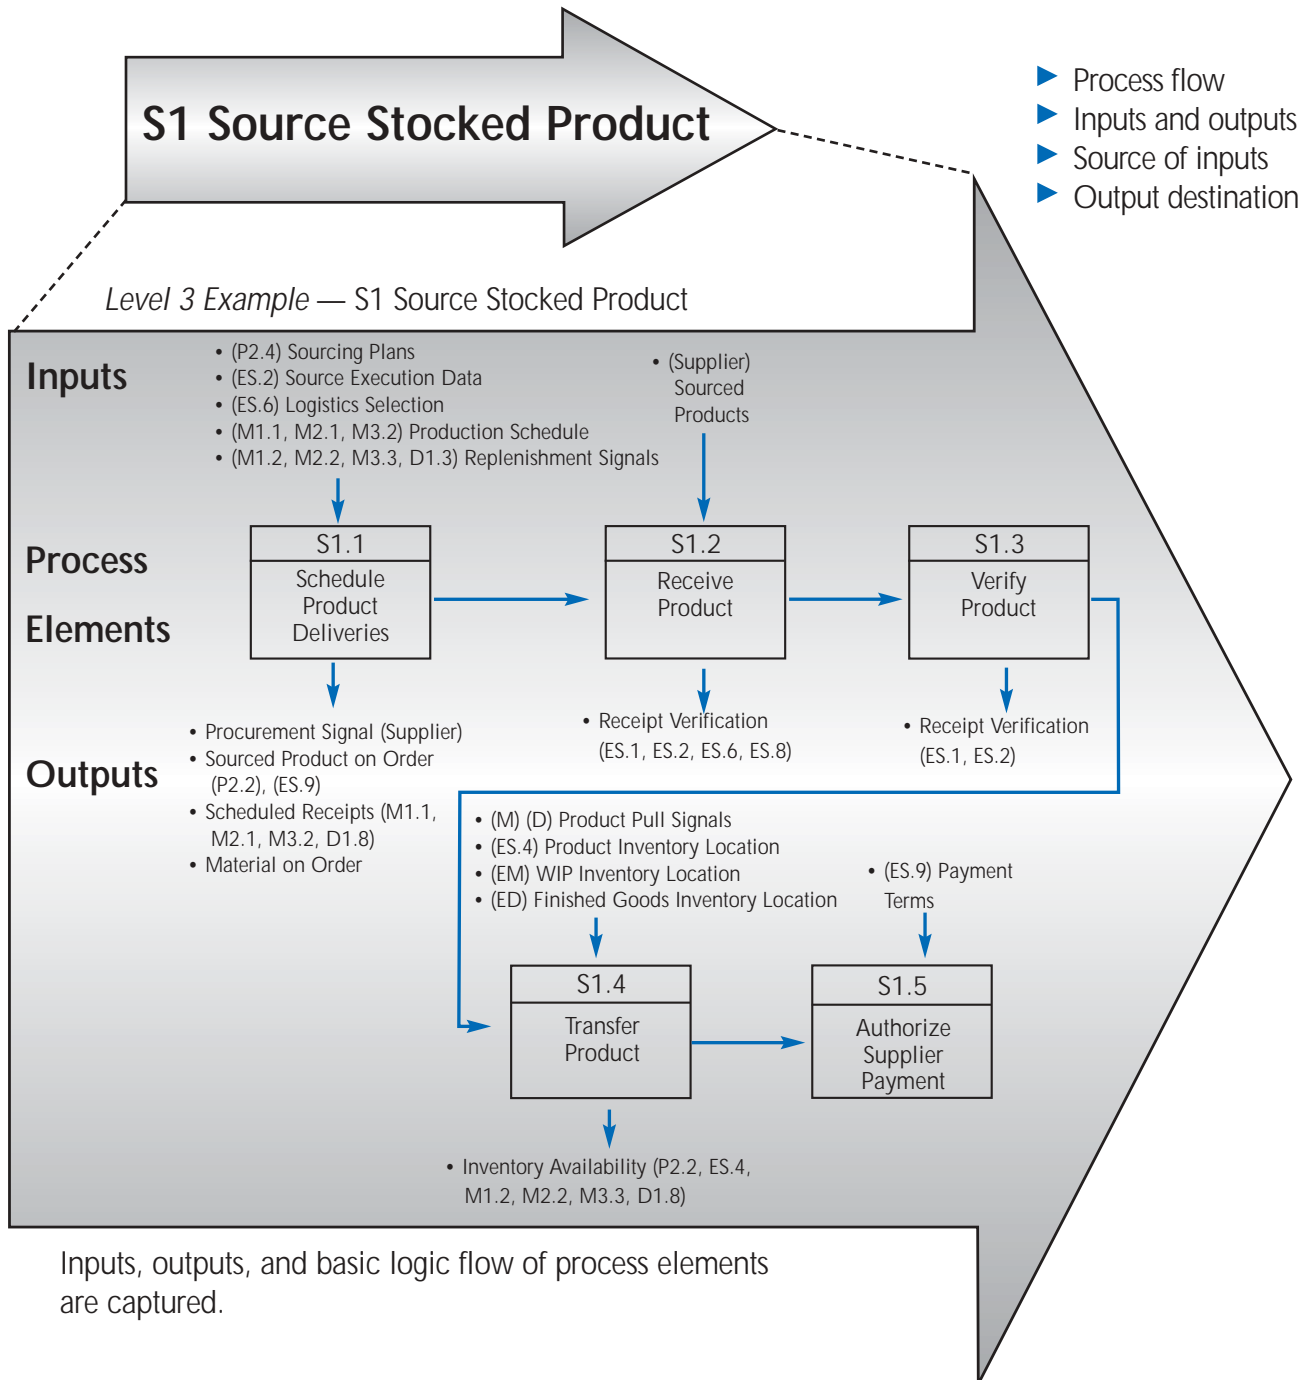 S1 Source Stocked Product
▶ Process flow
▶ Inputs and outputs
▶ Source of inputs
▶ Output destination
Level 3 Example — S1 Source Stocked Product
Inputs
• (P2.4) Sourcing Plans
• (ES.2) Source Execution Data
• (ES.6) Logistics Selection
• (M1.1, M2.1, M3.2) Production Schedule
• (M1.2, M2.2, M3.3, D1.3) Replenishment Signals
• (Supplier)
Sourced
Products
Process
Elements
S1.1
Schedule
Product
Deliveries
S1.2
Receive
Product
S1.3
Verify
Product
Outputs
• Procurement Signal (Supplier)
• Sourced Product on Order
(P2.2), (ES.9)
• Scheduled Receipts (M1.1,
M2.1, M3.2, D1.8)
• Material on Order
• Receipt Verification
(ES.1, ES.2, ES.6, ES.8)
• Receipt Verification
(ES.1, ES.2)
• (M) (D) Product Pull Signals
• (ES.4) Product Inventory Location
• (EM) WIP Inventory Location
• (ED) Finished Goods Inventory Location
• (ES.9) Payment
Terms
S1.4
Transfer
Product
S1.5
Authorize
Supplier
Payment
• Inventory Availability (P2.2, ES.4,
M1.2, M2.2, M3.3, D1.8)
Inputs, outputs, and basic logic flow of process elements
are captured.